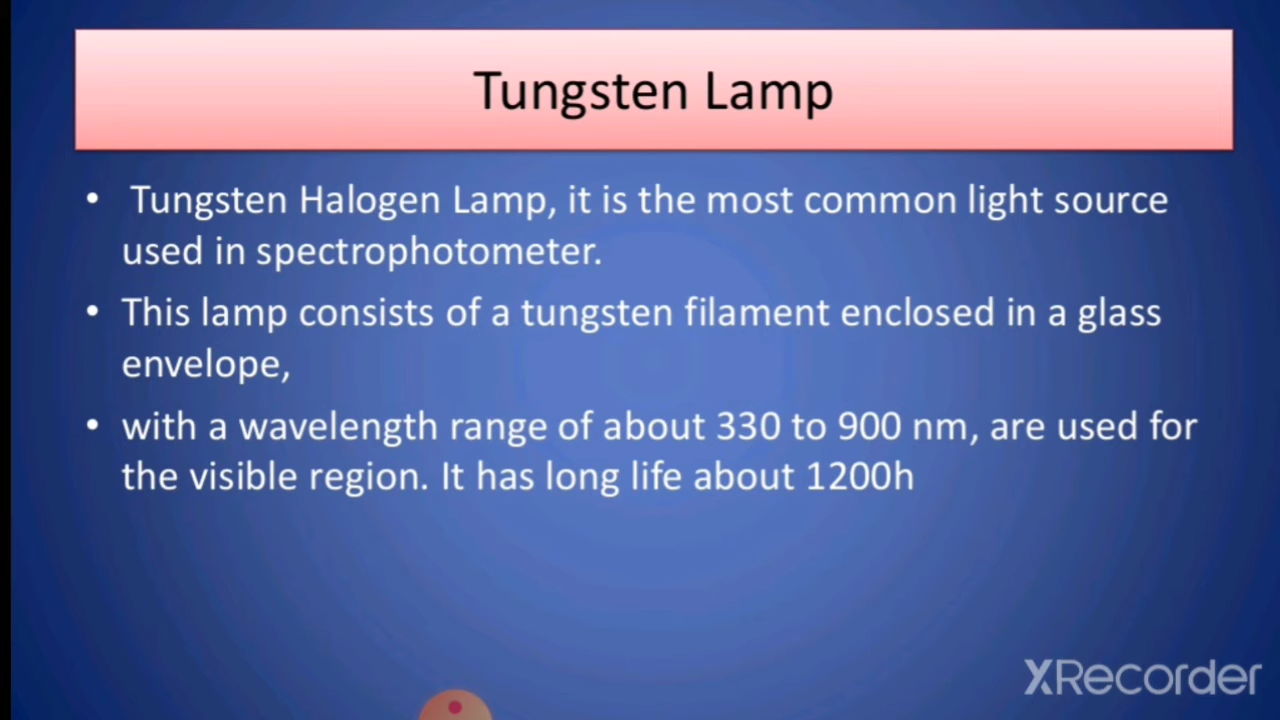 Tungsten Lamp
• Tungsten Halogen Lamp, it is the most common light source
used in spectrophotometer.
• This lamp consists of a tungsten filament enclosed in a glass
envelope,
• with a wavelength range of about 330 to 900 nm, are used for
the visible region. It has long life about 1200h
XRecorder